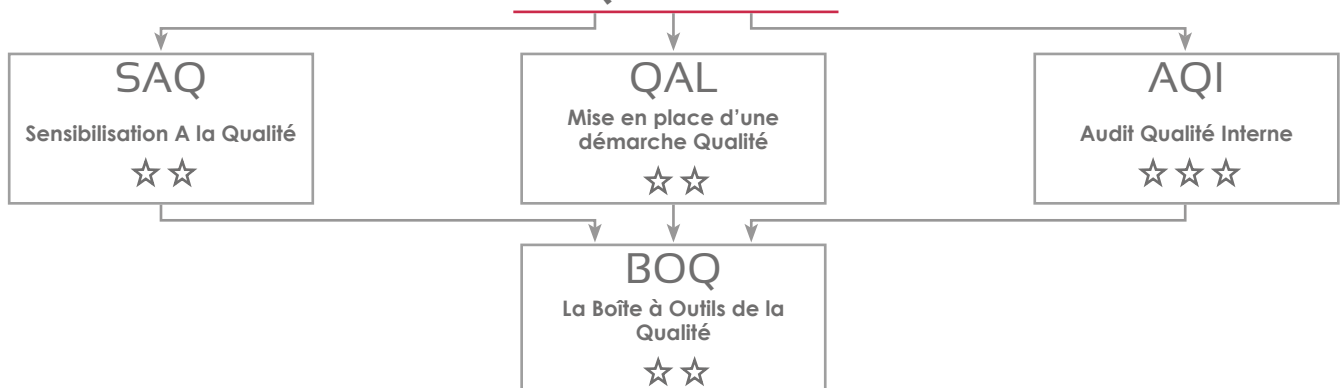 SAQ
Sensibilisation A la Qualité
QAL
Mise en place d’une
démarche Qualité
AQI
Audit Qualité Interne
BOQ
La Boîte à Outils de la
Qualité